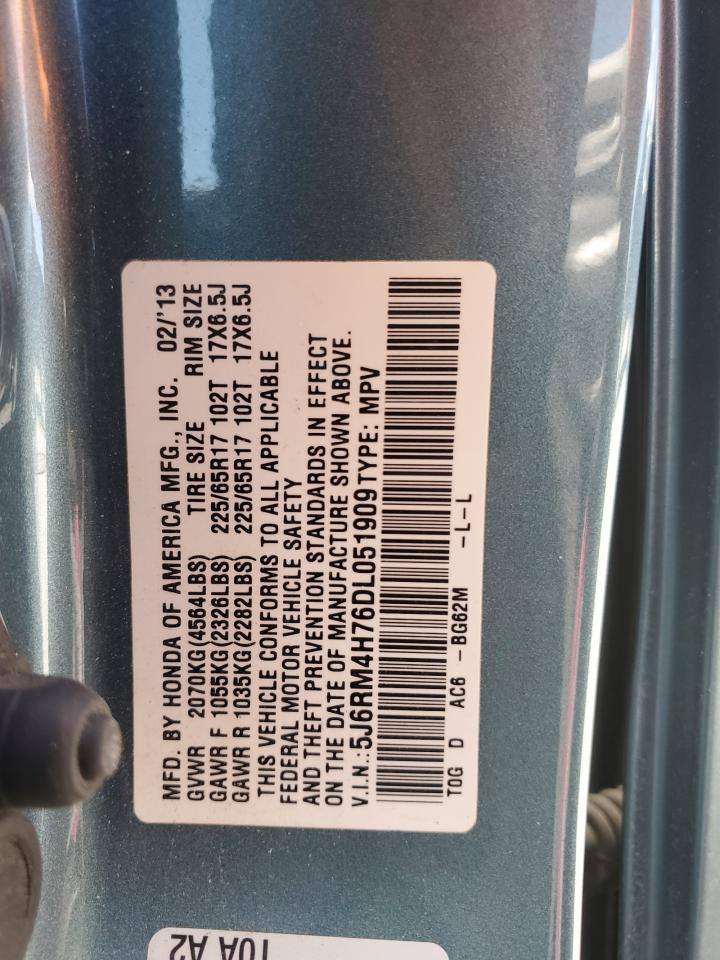 MFD. BY HONDA OF AMERICA MFG., INC. 02/'13
GVWR 2070KG(4564LBS) TIRE SIZE RIM SIZE
GAWR F 1055KG(2326LBS) 225/65R17 102T 17X6.5J
GAWR R 1035KG(2282LBS) 225/65R17 102T 17X6.5J
THIS VEHICLE CONFORMS TO ALL APPLICABLE
FEDERAL MOTOR VEHICLE SAFETY
AND THEFT PREVENTION STANDARDS IN EFFECT
ON THE DATE OF MANUFACTURE SHOWN ABOVE.
V.I.N.:5J6RM4H76DL051909 TYPE: MPV
TOG D AC6 -BG62M -L-L
10A A2